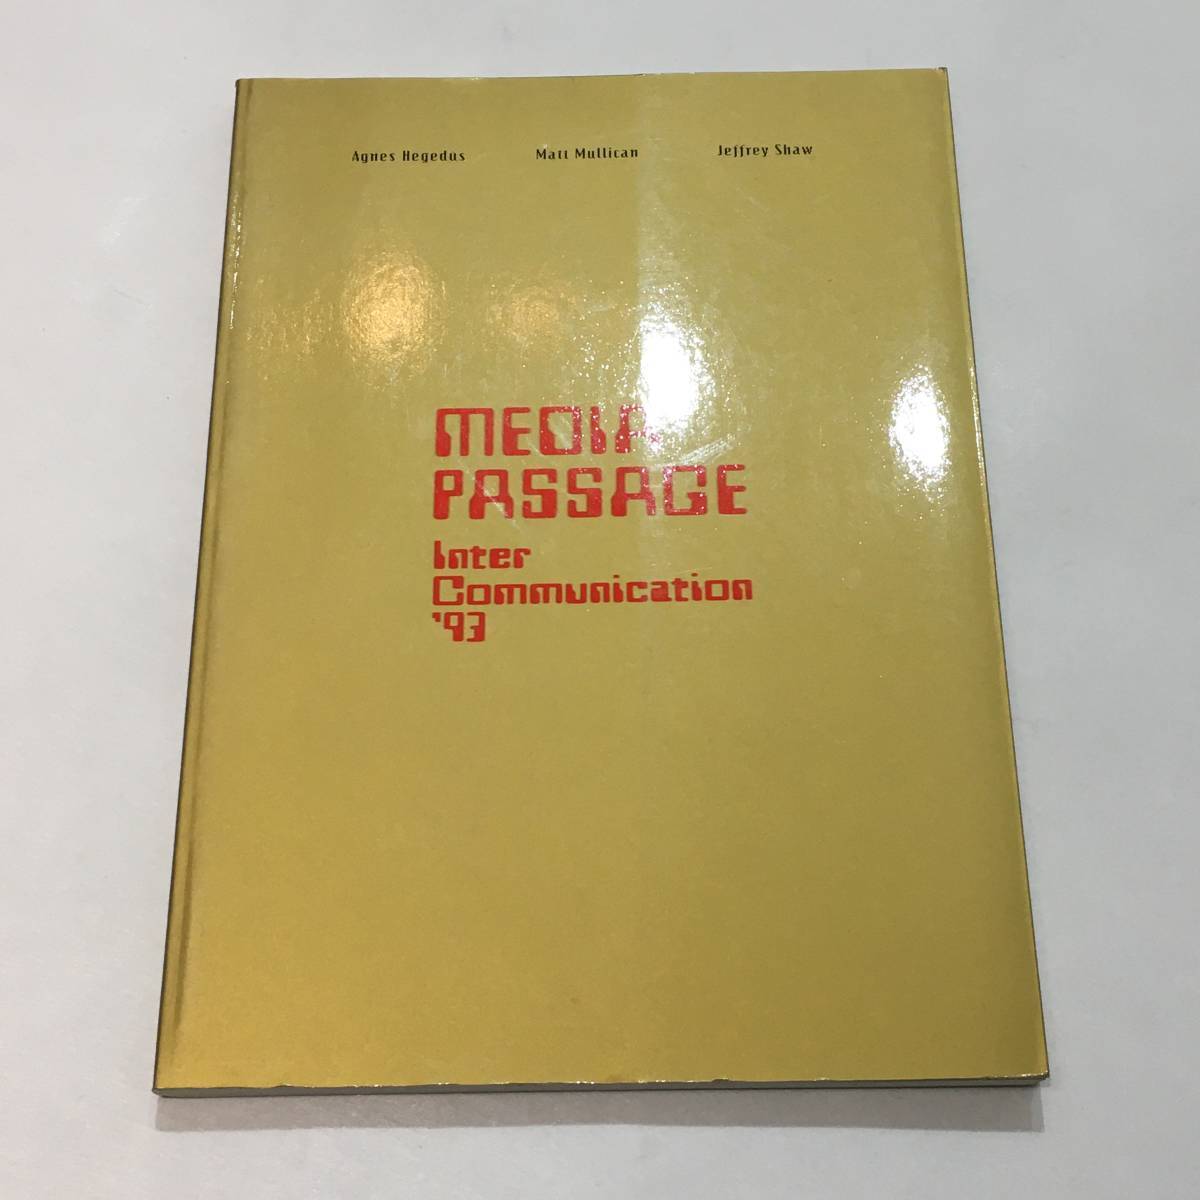 Agnes Hegedus Matt Mullican Jeffrey Shaw
MEDIA
PASSAGE
Inter
Communication
'93